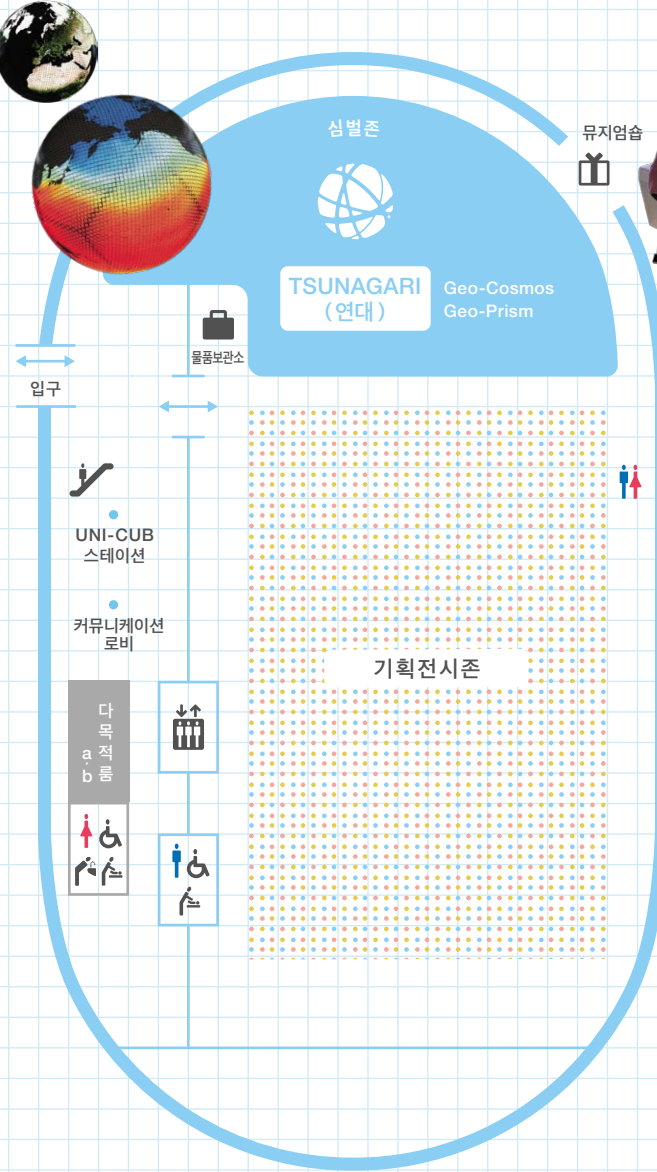 심벌존
뮤지엄숍
TSUNAGARI
(연대)
Geo-Cosmos
Geo-Prism
물품보관소
입구
UNI-CUB
스테이션
커뮤니케이션
로비
기획전시존
다목적룸
a·b